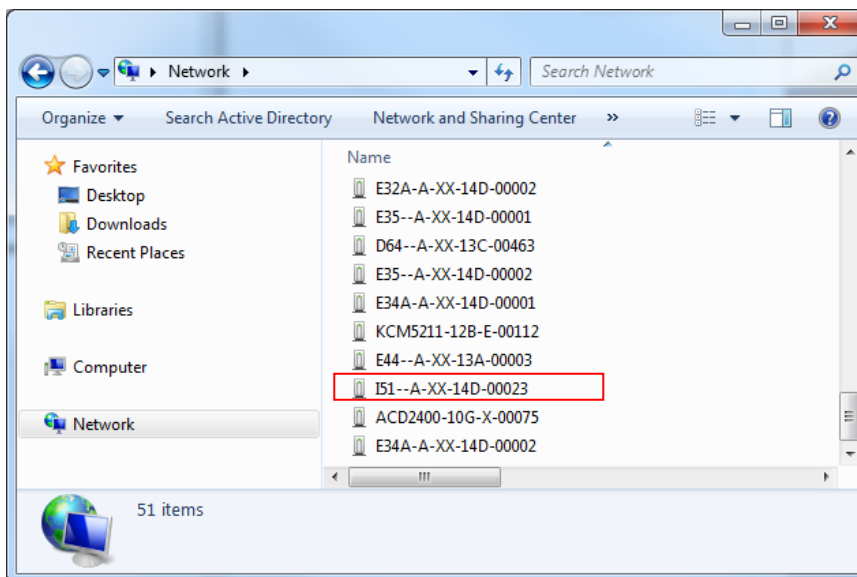 Network
Search Network
Organize
Search Active Directory
Network and Sharing Center
»
Favorites
Desktop
Downloads
Recent Places
Libraries
Computer
Network
Name
E32A-A-XX-14D-00002
E35--A-XX-14D-00001
D64--A-XX-13C-00463
E35--A-XX-14D-00002
E34A-A-XX-14D-00001
KCM5211-12B-E-00112
E44--A-XX-13A-00003
I51--A-XX-14D-00023
ACD2400-10G-X-00075
E34A-A-XX-14D-00002
51 items